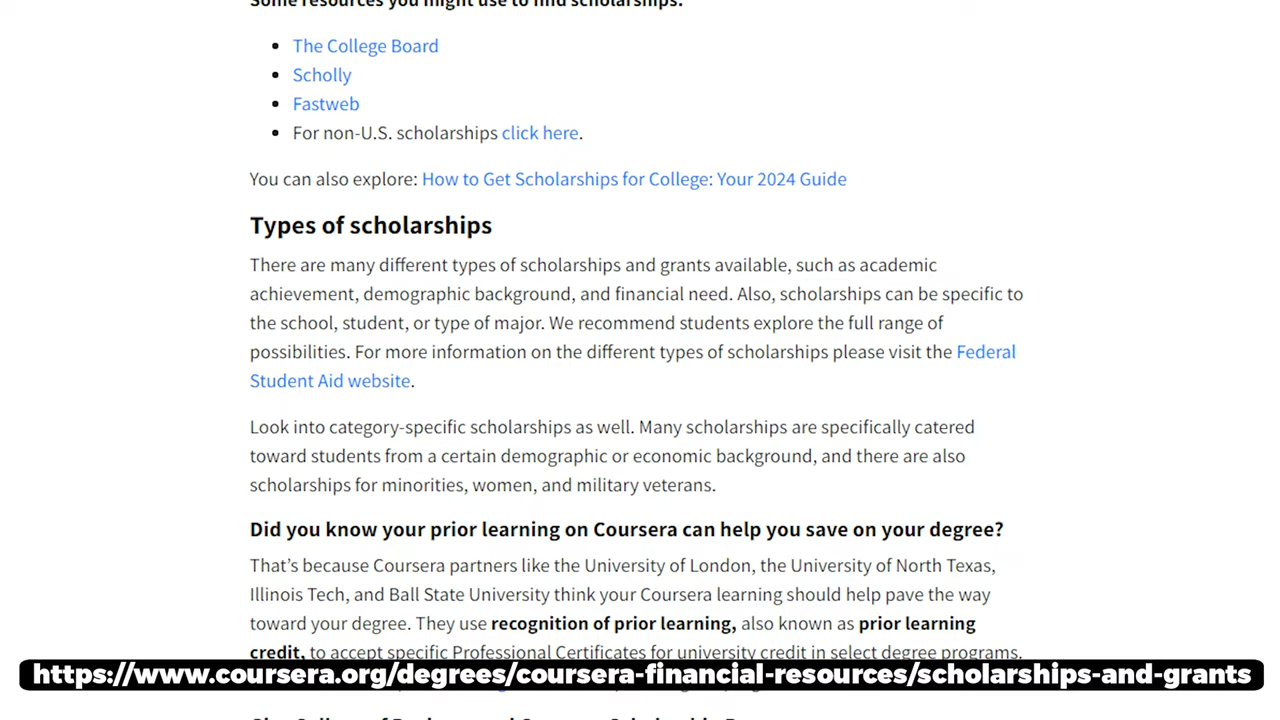 Some resources you might use to find scholarships:
The College Board
Scholly
Fastweb
For non-U.S. scholarships click here.
You can also explore: How to Get Scholarships for College: Your 2024 Guide
Types of scholarships
There are many different types of scholarships and grants available, such as academic
achievement, demographic background, and financial need. Also, scholarships can be specific to
the school, student, or type of major. We recommend students explore the full range of
possibilities. For more information on the different types of scholarships please visit the Federal
Student Aid website.
Look into category-specific scholarships as well. Many scholarships are specifically catered
toward students from a certain demographic or economic background, and there are also
scholarships for minorities, women, and military veterans.
Did you know your prior learning on Coursera can help you save on your degree?
That's because Coursera partners like the University of London, the University of North Texas,
Illinois Tech, and Ball State University think your Coursera learning should help pave the way
toward your degree. They use recognition of prior learning, also known as prior learning
credit, to accept specific Professional Certificates for university credit in select degree programs.
https://www.coursera.org/degrees/coursera-financial-resources/scholarships-and-grants